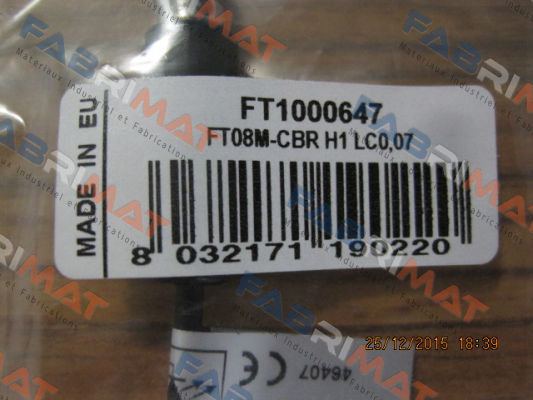 MADE IN EU
FT1000647
FT08M-CBR H1 LC0,07
8 032171 190220
46407
CE
25/12/2015 18:39
FABRIMAT
Materiaux Industriel et Fabrications